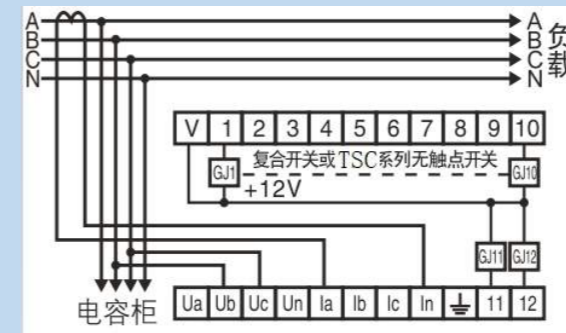 A A
B B 负
C C 载
N N
V 1 2 3 4 5 6 7 8 9 10
复合开关或TSC系列无触点开关
GJ1 GJ10
+12V
GJ11 GJ12
Ua Ub Uc Un Ia Ib Ic In 11 12
电容柜